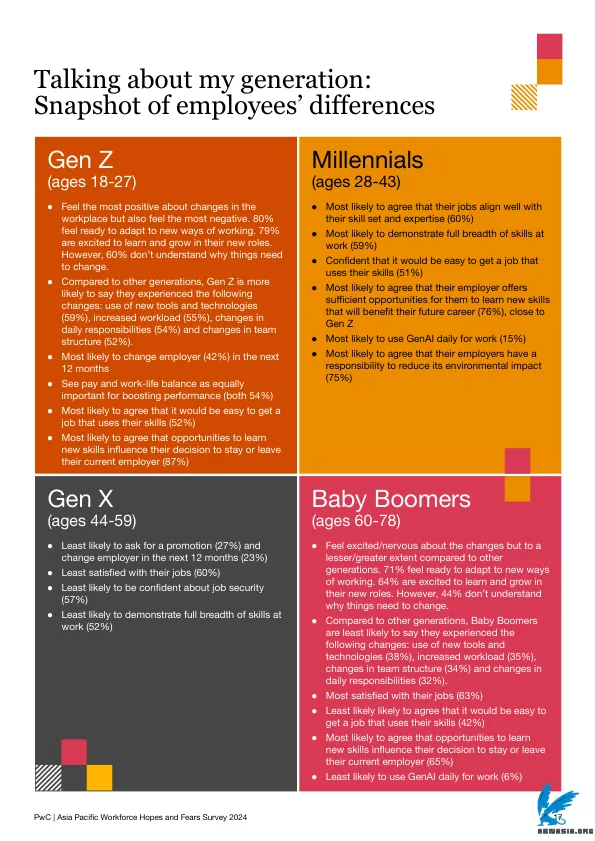 Talking about my generation:
Snapshot of employees' differences
Gen Z
(ages 18-27)
● Feel the most positive about changes in the
workplace but also feel the most negative. 80%
feel ready to adapt to new ways of working. 79%
are excited to learn and grow in their new roles.
However, 60% don't understand why things need
to change.
● Compared to other generations, Gen Z is more
likely to say they experienced the following
changes: use of new tools and technologies
(59%), increased workload (55%), changes in
daily responsibilities (54%) and changes in team
structure (52%).
● Most likely to change employer (42%) in the next
12 months
● See pay and work-life balance as equally
important for boosting performance (both 54%)
● Most likely to agree that it would be easy to get a
job that uses their skills (52%)
● Most likely to agree that opportunities to learn
new skills influence their decision to stay or leave
their current employer (87%)
Millennials
(ages 28-43)
● Most likely to agree that their jobs align well with
their skill set and expertise (60%)
● Most likely to demonstrate full breadth of skills at
work (59%)
● Confident that it would be easy to get a job that
uses their skills (51%)
● Most likely to agree that their employer offers
sufficient opportunities for them to learn new skills
that will benefit their future career (76%), close to
Gen Z
● Most likely to use GenAI daily for work (15%)
● Most likely to agree that their employers have a
responsibility to reduce its environmental impact
(75%)
Gen X
(ages 44-59)
● Least likely to ask for a promotion (27%) and
change employer in the next 12 months (23%)
● Least satisfied with their jobs (60%)
● Least likely to be confident about job security
(57%)
● Least likely to demonstrate full breadth of skills at
work (52%)
Baby Boomers
(ages 60-78)
● Feel excited/nervous about the changes but to a
lesser/greater extent compared to other
generations. 71% feel ready to adapt to new ways
of working. 64% are excited to learn and grow in
their new roles. However, 44% don't understand
why things need to change.
● Compared to other generations, Baby Boomers
are least likely to say they experienced the
following changes: use of new tools and
technologies (38%), increased workload (35%),
changes in team structure (34%) and changes in
daily responsibilities (32%).
● Most satisfied with their jobs (63%)
● Least likely likely to agree that it would be easy to
get a job that uses their skills (42%)
● Most likely to agree that opportunities to learn
new skills influence their decision to stay or leave
their current employer (65%)
● Least likely to use GenAI daily for work (6%)
PwC | Asia Pacific Workforce Hopes and Fears Survey 2024
ABNASIA.ORG